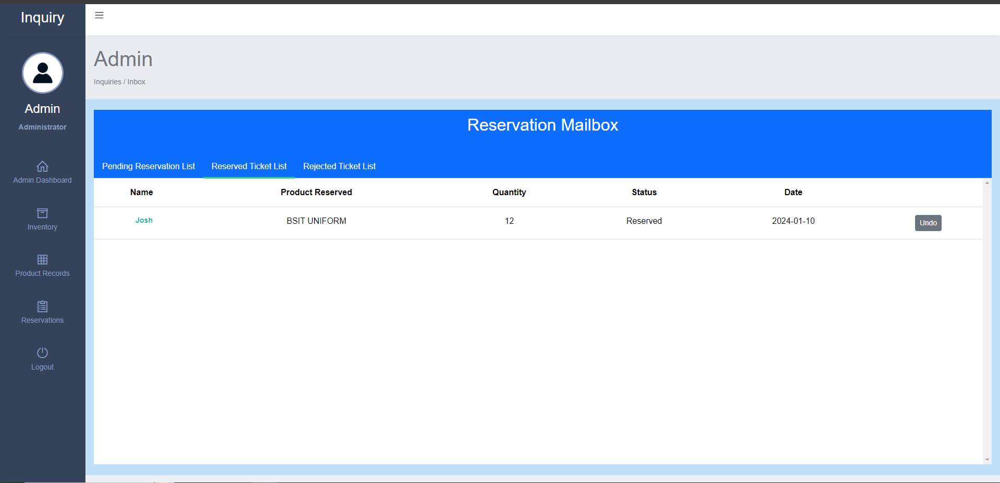 Inquiry
Admin
Administrator
Admin Dashboard
Inventory
Product Records
Reservations
Logout
Admin
Inquiries / Inbox
Reservation Mailbox
Pending Reservation List Reserved Ticket List Rejected Ticket List
Name Product Reserved Quantity Status Date
Josh BSIT UNIFORM 12 Reserved 2024-01-10 Undo